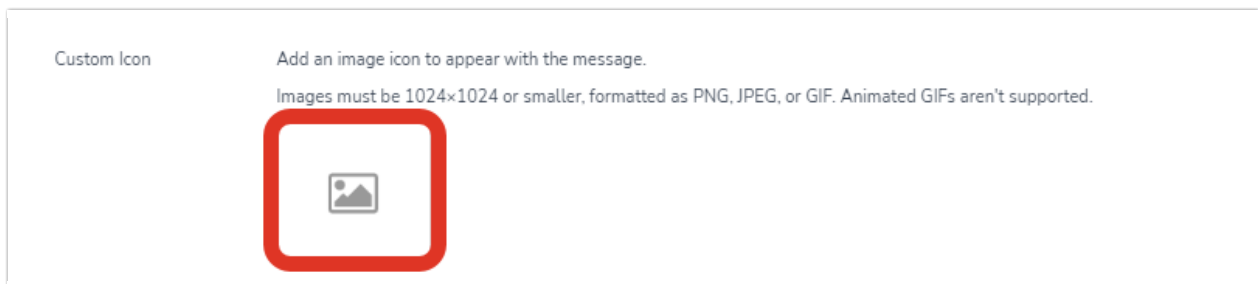 Custom Icon
Add an image icon to appear with the message.
Images must be 1024×1024 or smaller, formatted as PNG, JPEG, or GIF. Animated GIFs aren't supported.